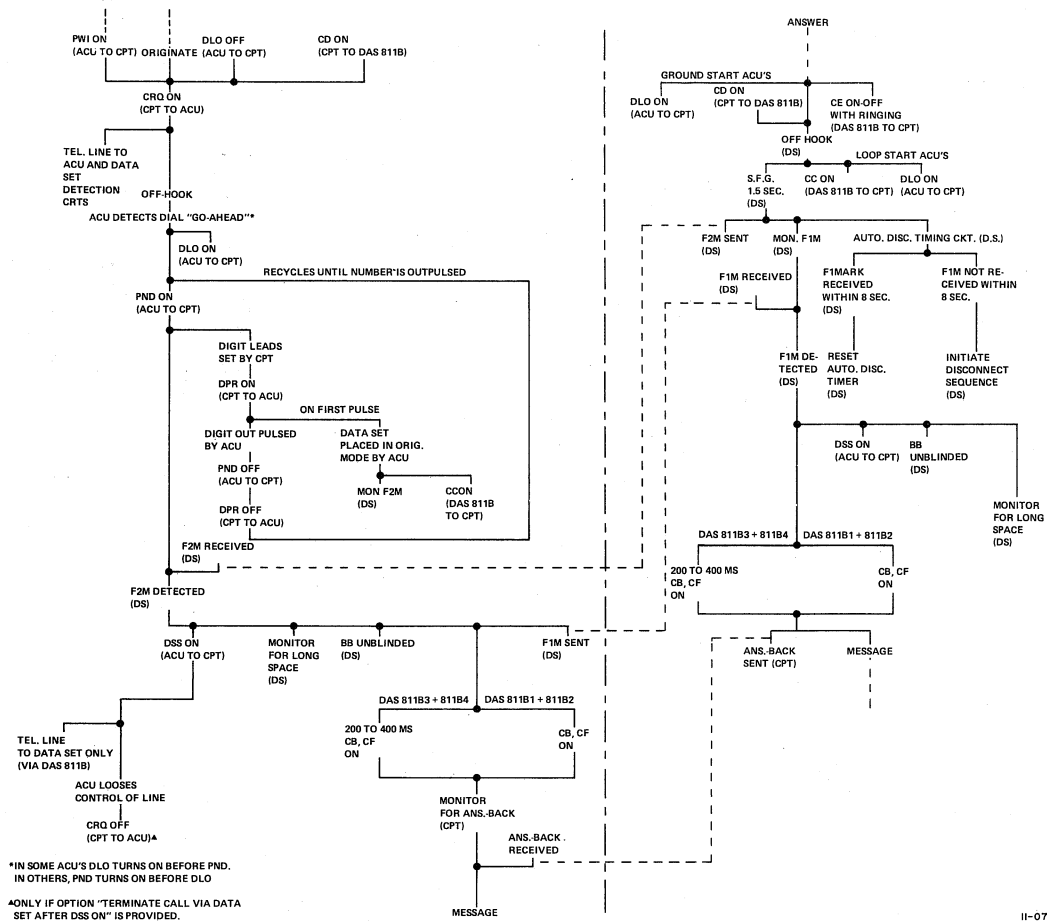 PWI ON
(ACU TO CPT)
ORIGINATE
DLO OFF
(ACU TO CPT)
CD ON
(CPT TO DAS 811B)
CRQ ON
(CPT TO ACU)
TEL. LINE TO
ACU AND DATA
SET
DETECTION
CRTS
OFF-HOOK
ACU DETECTS DIAL "GO-AHEAD"*
DLO ON
(ACU TO CPT)
RECYCLES UNTIL NUMBER IS OUTPULSED
PND ON
(ACU TO CPT)
DIGIT LEADS
SET BY CPT
DPR ON
(CPT TO ACU)
ON FIRST PULSE
DIGIT OUT PULSED
BY ACU
DATA SET
PLACED IN ORIG.
MODE BY ACU
PND OFF
(ACU TO CPT)
MON F2M
(DS)
CCON
(DAS 811B
TO CPT)
DPR OFF
(CPT TO ACU)
F2M RECEIVED
(DS)
F2M DETECTED
(DS)
DSS ON
(ACU TO CPT)
MONITOR
FOR LONG
SPACE
(DS)
BB UNBLINDED
(DS)
F1M SENT
(DS)
DAS 811B3 + 811B4
DAS 811B1 + 811B2
200 TO 400 MS
CB, CF
ON
CB, CF
ON
TEL. LINE
TO DATA SET ONLY
(VIA DAS 811B)
ACU LOOSES
CONTROL OF LINE
CRQ OFF
(CPT TO ACU)▲
MONITOR
FOR ANS.-BACK
(CPT)
ANS.-BACK
RECEIVED
MESSAGE
*IN SOME ACU'S DLO TURNS ON BEFORE PND.
IN OTHERS, PND TURNS ON BEFORE DLO
▲ONLY IF OPTION "TERMINATE CALL VIA DATA
SET AFTER DSS ON" IS PROVIDED.
ANSWER
GROUND START ACU'S
DLO ON
(ACU TO CPT)
CD ON
(CPT TO DAS 811B)
CE ON-OFF
WITH RINGING
(DAS 811B TO CPT)
OFF HOOK
(DS)
LOOP START ACU'S
S.F.G.
1.5 SEC.
(DS)
CC ON
(DAS 811B TO CPT)
DLO ON
(ACU TO CPT)
F2M SENT
(DS)
MON. F1M
(DS)
AUTO. DISC. TIMING CKT. (D.S.)
F1M RECEIVED
(DS)
F1MARK
RECEIVED
WITHIN 8 SEC.
(DS)
F1M NOT RE-
CEIVED WITHIN
8 SEC.
F1M DE-
TECTED
(DS)
RESET
AUTO. DISC.
TIMER (DS)
INITIATE
DISCONNECT
SEQUENCE
(DS)
DSS ON
(ACU TO CPT)
BB
UNBLINDED
(DS)
MONITOR
FOR LONG
SPACE
(DS)
DAS 811B3 + 811B4
DAS 811B1 + 811B2
200 TO 400 MS
CB, CF
ON
CB, CF
ON
ANS.-BACK
SENT (CPT)
MESSAGE
II-07